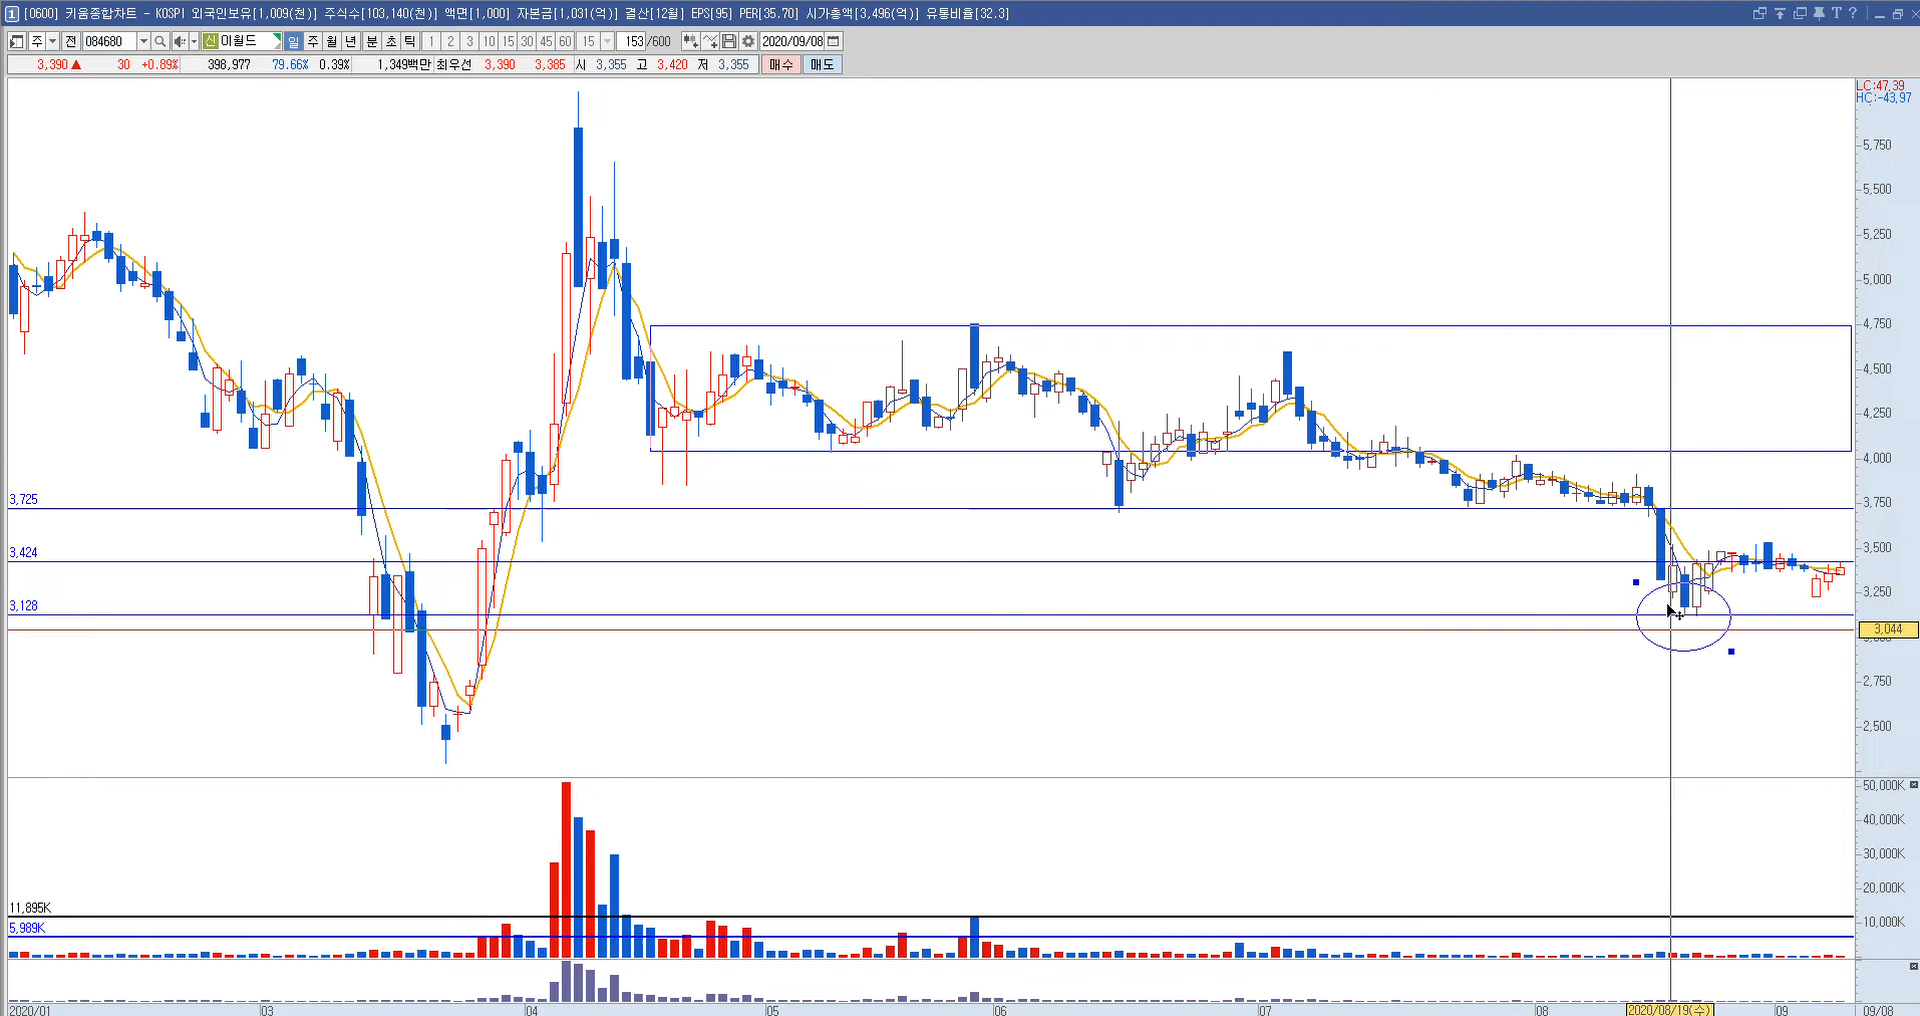 1 [0600] 키움종합차트 - KOSPI 외국인보유[1,009(천)] 주식수[103,140(천)] 액면[1,000] 자본금[1,031(억)] 결산[12월] EPS[95] PER[35.70] 시가총액[3,496(억)] 유통비율[32.3] T ?
주 전 084680 신 이월드 일 주 월 년 분 초 틱 1 2 3 10 15 30 45 60 15 153 /600 2020/09/08
3,390 ▲ 30 +0.89% 398,977 79.66% 0.39% 1,349백만 최우선 3,390 3,385 시 3,355 고 3,420 저 3,355 매수 매도
LC:47.39
HC:-43.97
5,750
5,500
5,250
5,000
4,750
4,500
4,250
4,000
3,725
3,750
3,424
3,500
3,250
3,128
3,044
2,750
2,500
50,000K
40,000K
30,000K
20,000K
11,895K
10,000K
5,989K
2020/01 03 04 05 06 07 08 2020/08/19(수) 09 09/08